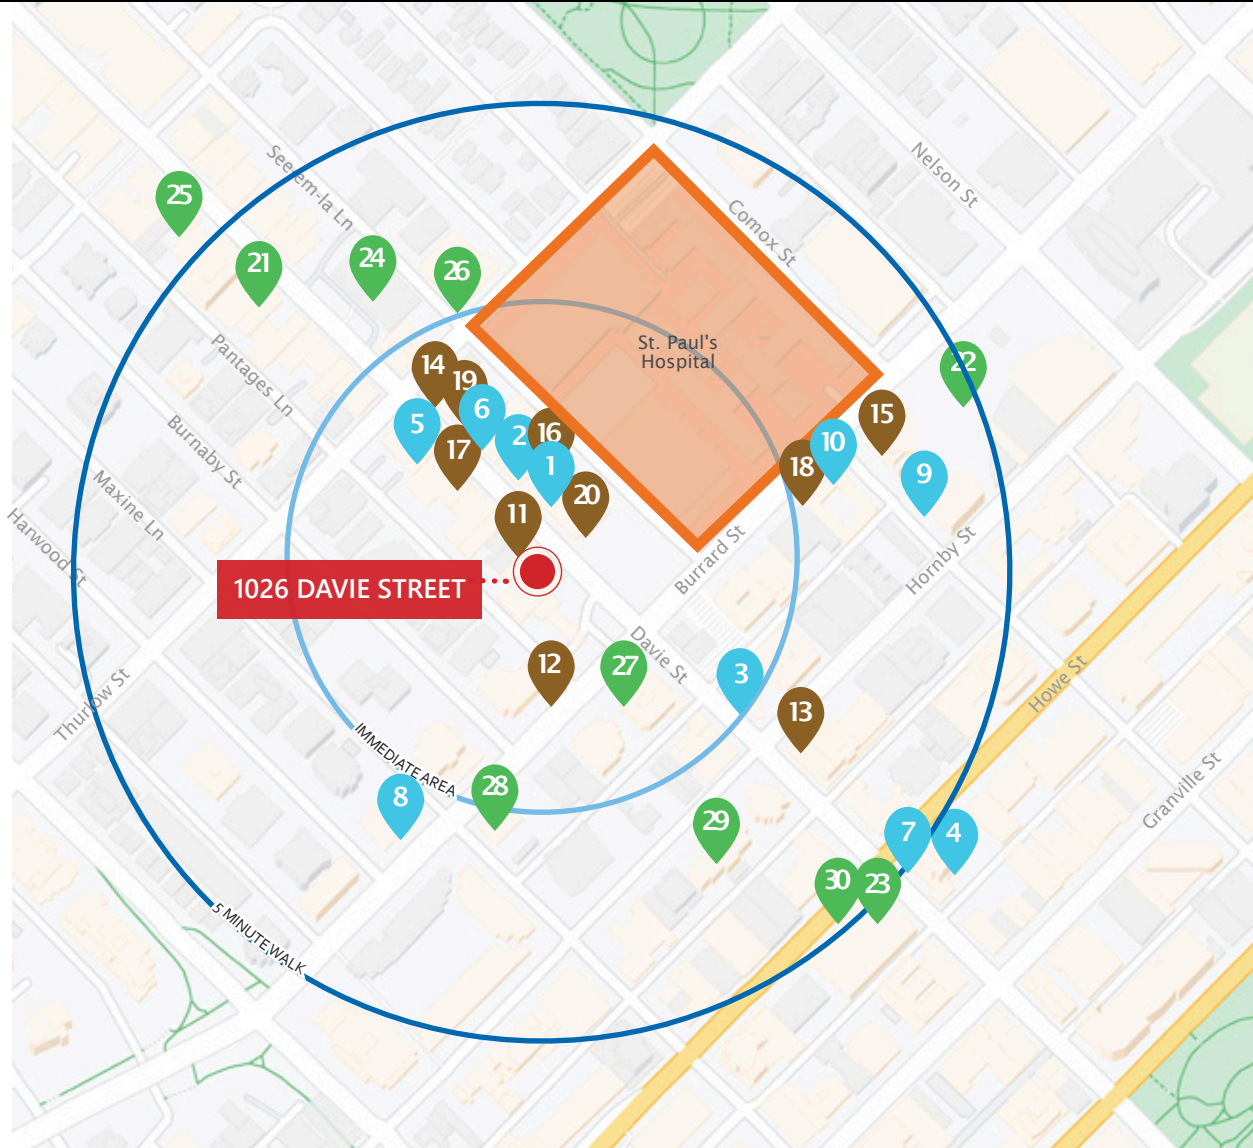 Nelson St
See-em-la Ln
25
Comox St
21
24
26
St. Paul's
Hospital
Pantages Ln
14
19
22
6
5
2
16
15
17
1
18
10
9
Burnaby St
20
11
Maxine Ln
Harwood St
Burrard St
Hornby St
1026 DAVIE STREET
12
27
Davie St
3
Howe St
Thurlow St
13
IMMEDIATE AREA
28
8
Granville St
29
7
4
30
23
5 MINUTE WALK